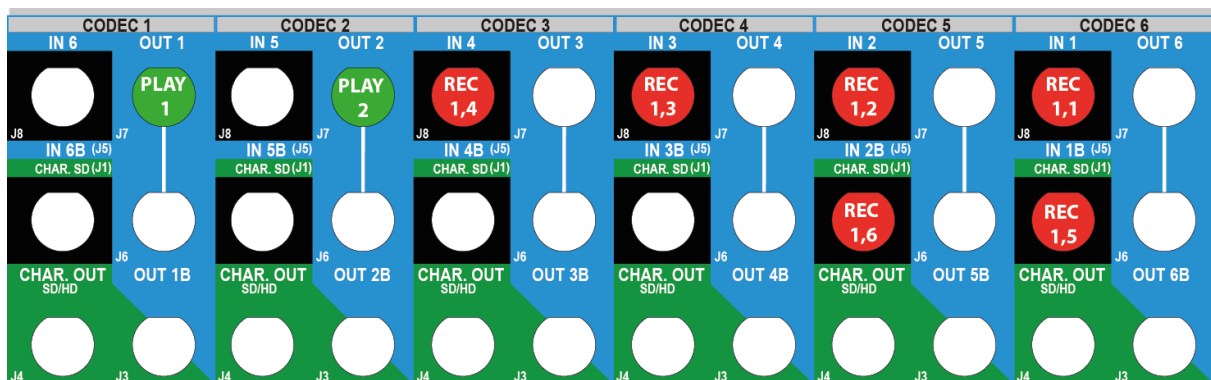 CODEC 1 CODEC 2 CODEC 3 CODEC 4 CODEC 5 CODEC 6
IN 6 OUT 1 IN 5 OUT 2 IN 4 OUT 3 IN 3 OUT 4 IN 2 OUT 5 IN 1 OUT 6
PLAY PLAY REC REC REC REC
1 2 1,4 1,3 1,2 1,1
J8 J7 J8 J7 J8 J7 J8 J7 J8 J7 J8 J7
IN 6B (J5) IN 5B (J5) IN 4B (J5) IN 3B (J5) IN 2B (J5) IN 1B (J5)
CHAR. SD (J1) CHAR. SD (J1) CHAR. SD (J1) CHAR. SD (J1) CHAR. SD (J1) CHAR. SD (J1)
REC REC
1,6 1,5
J6 J6 J6 J6 J6 J6
CHAR. OUT OUT 1B CHAR. OUT OUT 2B CHAR. OUT OUT 3B CHAR. OUT OUT 4B CHAR. OUT OUT 5B CHAR. OUT OUT 6B
SD/HD SD/HD SD/HD SD/HD SD/HD SD/HD
J4 J3 J4 J3 J4 J3 J4 J3 J4 J3 J4 J3